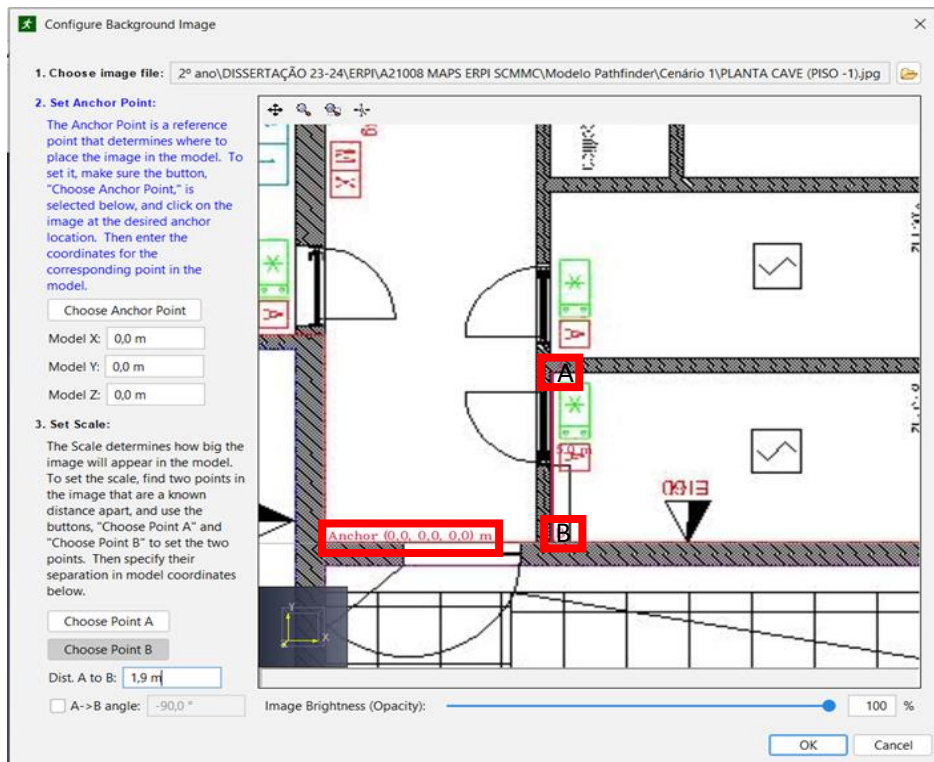 Configure Background Image
1. Choose image file: 2º ano\DISSERTAÇÃO 23-24\ERPI\A21008 MAPS ERPI SCMMC\Modelo Pathfinder\Cenário 1\PLANTA CAVE (PISO -1).jpg
2. Set Anchor Point:
The Anchor Point is a reference
point that determines where to
place the image in the model. To
set it, make sure the button,
"Choose Anchor Point," is
selected below, and click on the
image at the desired anchor
location. Then enter the
coordinates for the
corresponding point in the
model.
Choose Anchor Point
Model X: 0,0 m
Model Y: 0,0 m
Model Z: 0,0 m
3. Set Scale:
The Scale determines how big the
image will appear in the model.
To set the scale, find two points in
the image that are a known
distance apart, and use the
buttons, "Choose Point A" and
"Choose Point B" to set the two
points. Then specify their
separation in model coordinates
below.
Choose Point A
Choose Point B
Dist. A to B: 1,9 m
A->B angle: -90,0 °
M X
A
A
A
5,0 m
EI60
B
Anchor (0,0, 0,0, 0,0) m
Y
X
Image Brightness (Opacity): 100 %
OK Cancel